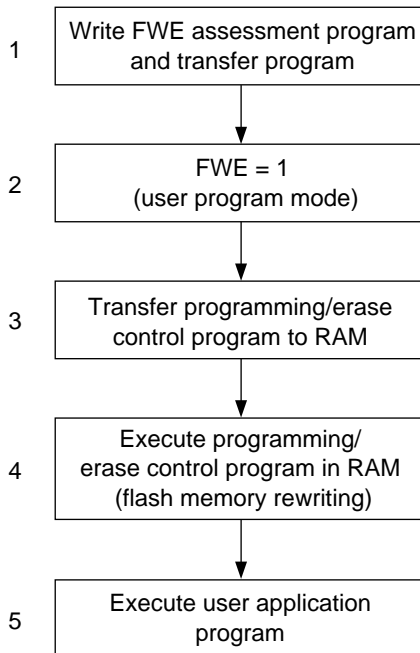 1
Write FWE assessment program
and transfer program
2
FWE = 1
(user program mode)
3
Transfer programming/erase
control program to RAM
4
Execute programming/
erase control program in RAM
(flash memory rewriting)
5
Execute user application
program